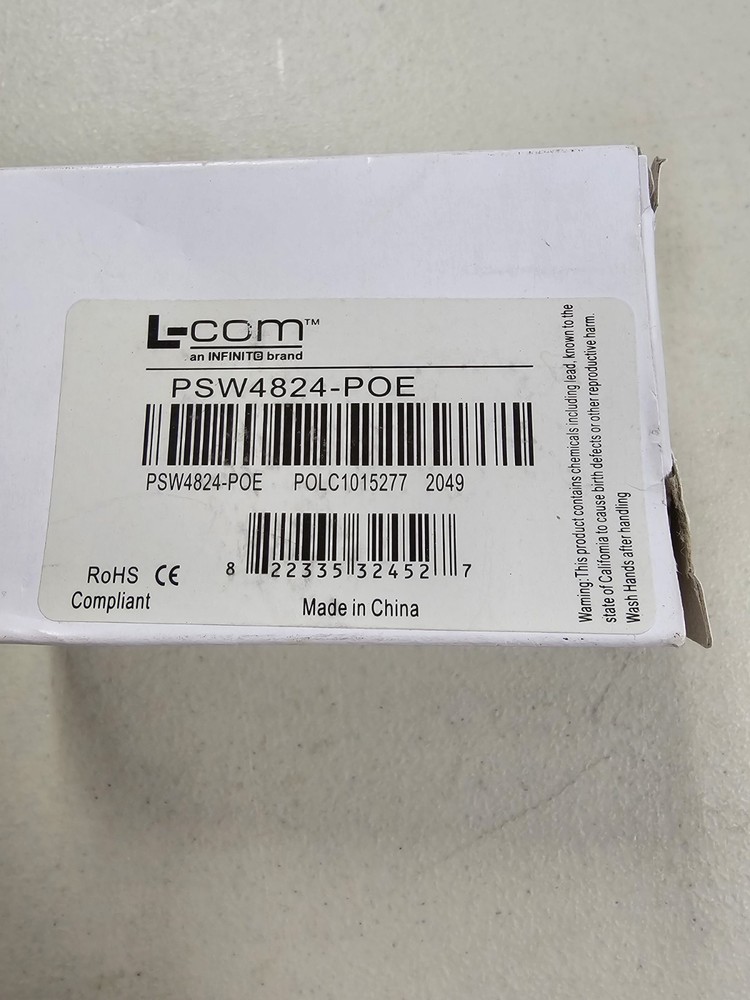 L-com™
an INFINITE brand
PSW4824-POE
PSW4824-POE POLC1015277 2049
8 22335 32452 7
RoHS CE
Compliant
Made in China
Warning:This product contains chemicals including lead, known to the
state of California to cause birth defects or other reproductive harm.
Wash Hands after handling